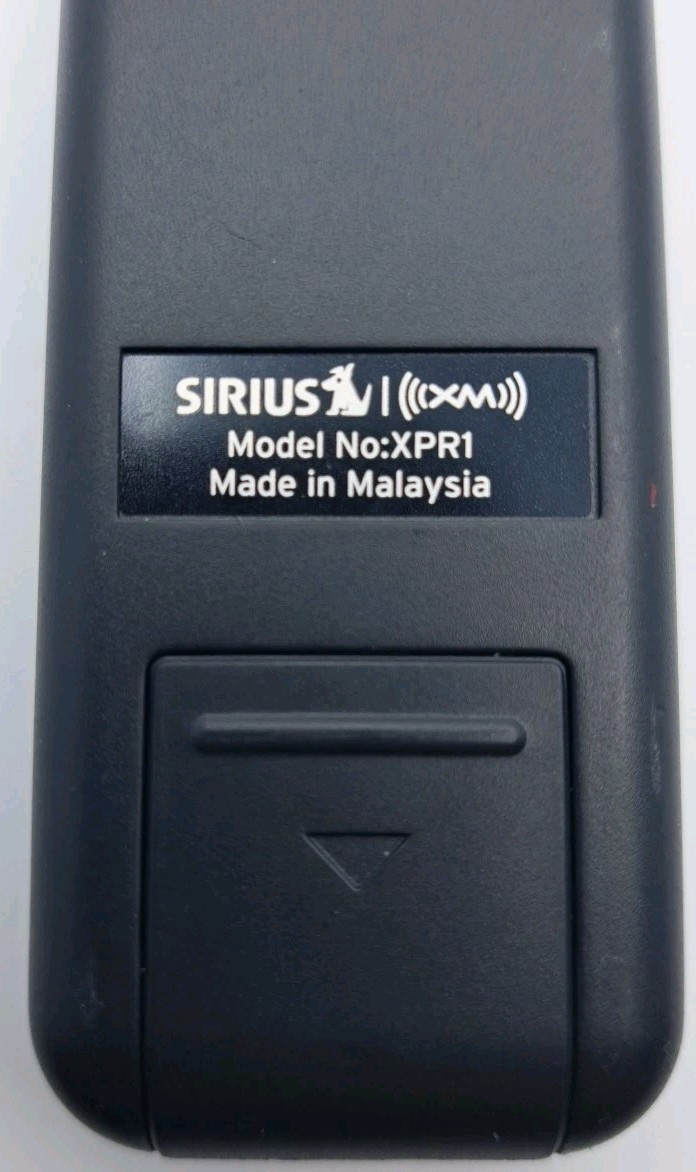 SIRIUS | ((XM))
Model No:XPR1
Made in Malaysia